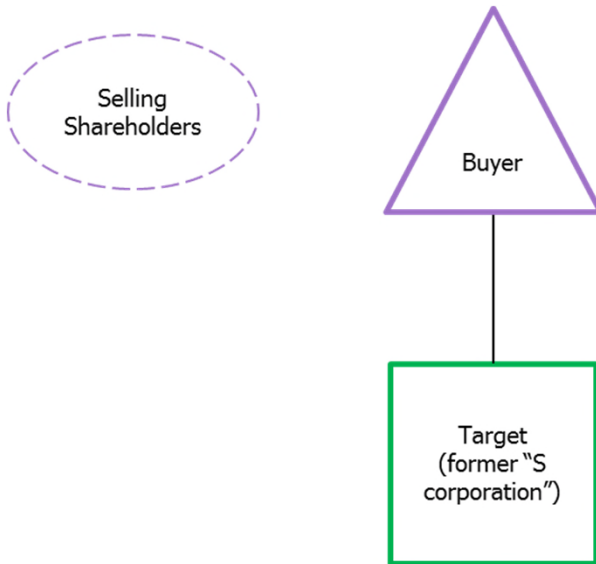 Selling
Shareholders
Buyer
Target
(former “S
corporation”)